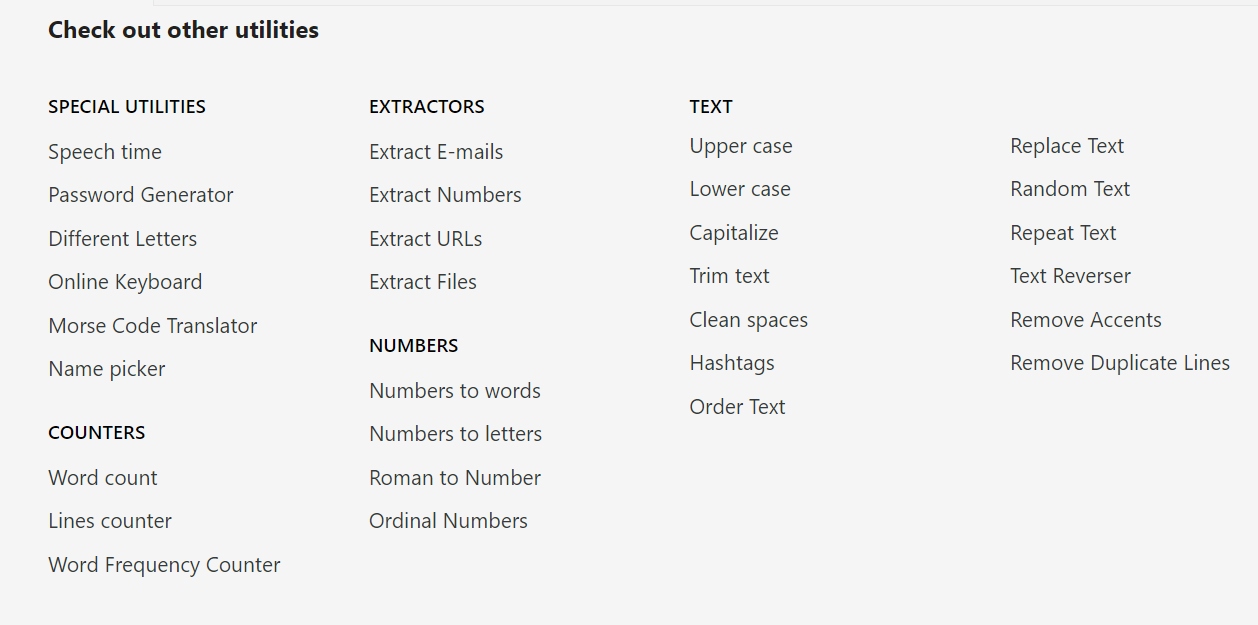 Check out other utilities
SPECIAL UTILITIES
Speech time
Password Generator
Different Letters
Online Keyboard
Morse Code Translator
Name picker
COUNTERS
Word count
Lines counter
Word Frequency Counter
EXTRACTORS
Extract E-mails
Extract Numbers
Extract URLs
Extract Files
NUMBERS
Numbers to words
Numbers to letters
Roman to Number
Ordinal Numbers
TEXT
Upper case
Lower case
Capitalize
Trim text
Clean spaces
Hashtags
Order Text
Replace Text
Random Text
Repeat Text
Text Reverser
Remove Accents
Remove Duplicate Lines